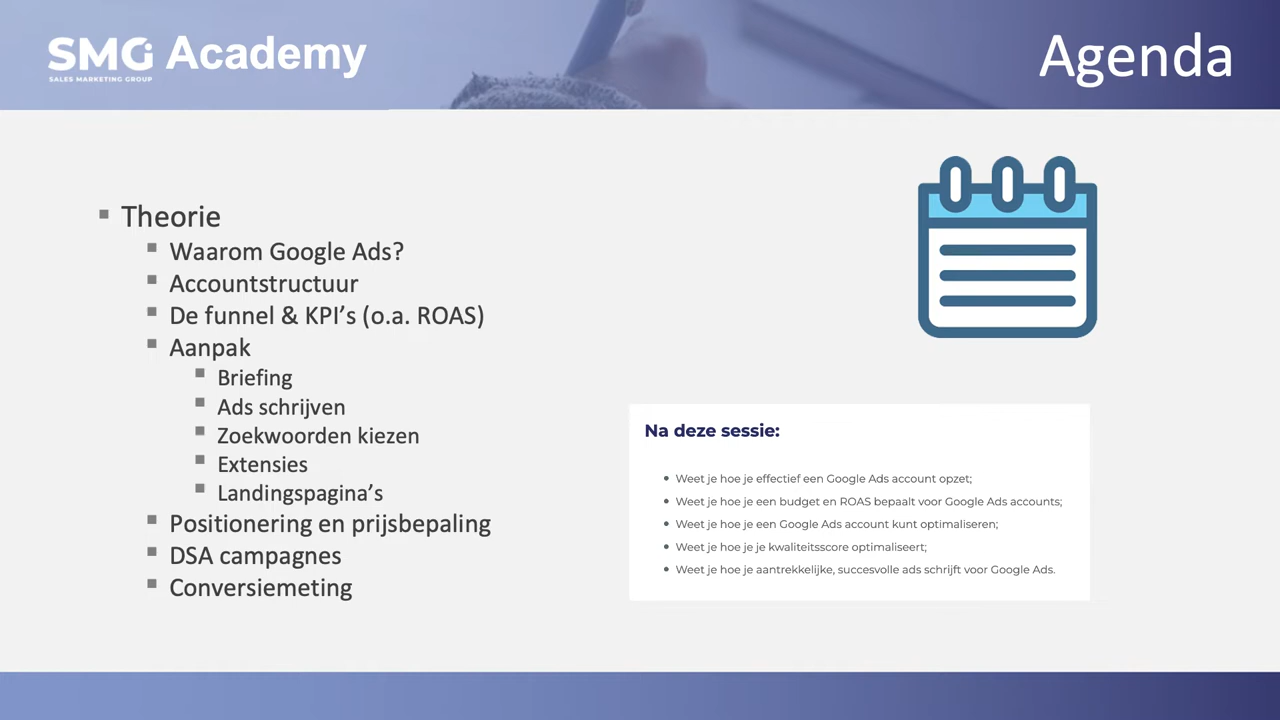 SMG Academy
SALES MARKETING GROUP
Agenda
Theorie
Waarom Google Ads?
Accountstructuur
De funnel & KPI’s (o.a. ROAS)
Aanpak
Briefing
Ads schrijven
Zoekwoorden kiezen
Extensies
Landingspagina’s
Positionering en prijsbepaling
DSA campagnes
Conversiemeting
Na deze sessie:
Weet je hoe je effectief een Google Ads account opzet;
Weet je hoe je een budget en ROAS bepaalt voor Google Ads accounts;
Weet je hoe je een Google Ads account kunt optimaliseren;
Weet je hoe je je kwaliteitsscore optimaliseert;
Weet je hoe je aantrekkelijke, succesvolle ads schrijft voor Google Ads.